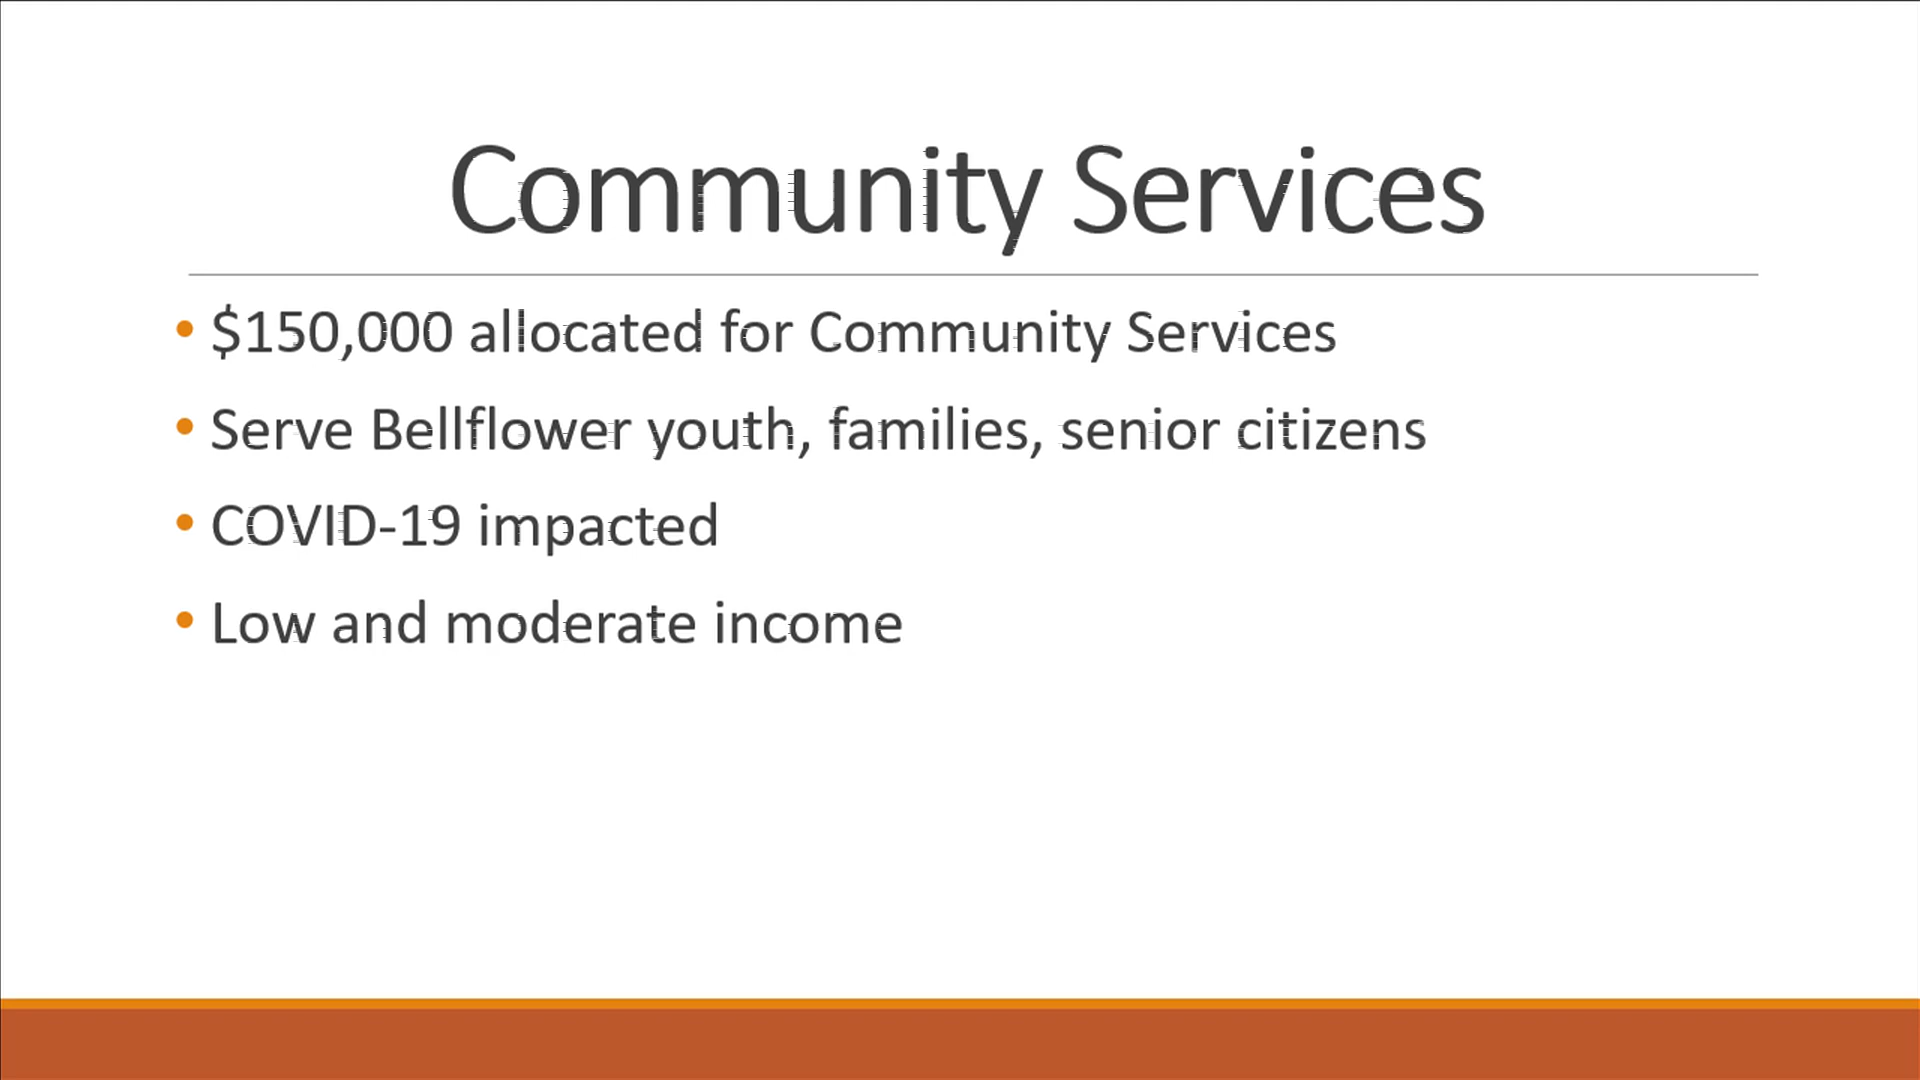 Community Services
• $150,000 allocated for Community Services
• Serve Bellflower youth, families, senior citizens
• COVID-19 impacted
• Low and moderate income